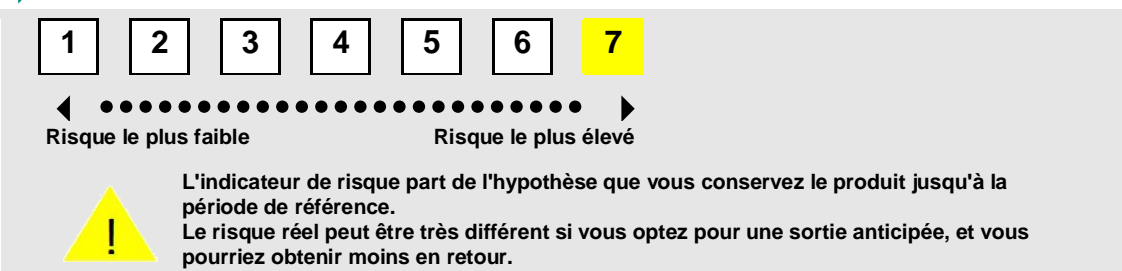 1 2 3 4 5 6 7
Risque le plus faible Risque le plus élevé
L'indicateur de risque part de l'hypothèse que vous conservez le produit jusqu'à la
période de référence.
! Le risque réel peut être très différent si vous optez pour une sortie anticipée, et vous
pourriez obtenir moins en retour.